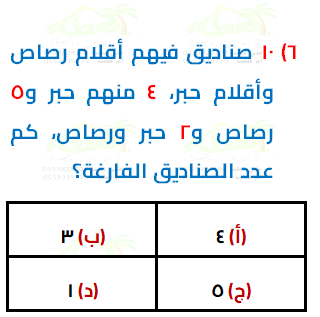 ٦) ١٠ صناديق فيهم أقلام رصاص
وأقلام حبر، ٤ منهم حبر و٥
رصاص و٢ حبر ورصاص، كم
عدد الصناديق الفارغة؟
(أ) ٤ (ب) ٣
(ج) ٥ (د) ١